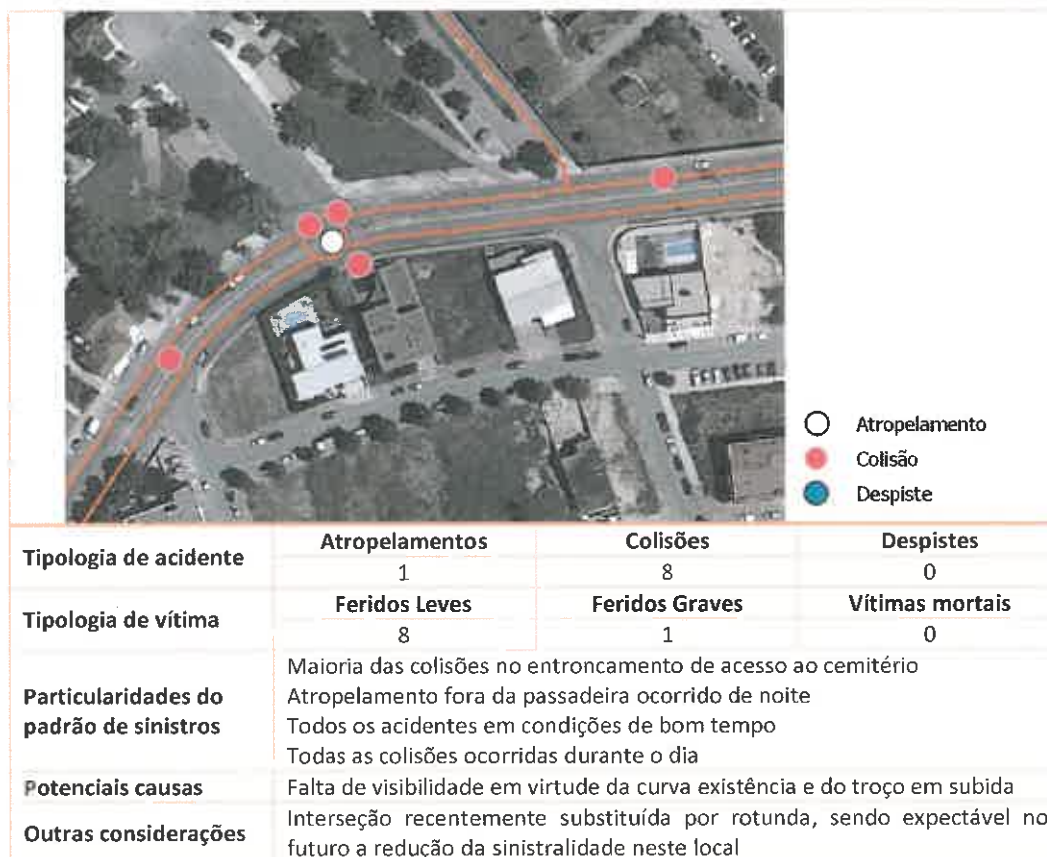 Atropelamento
Colisão
Despiste
Tipologia de acidente
Atropelamentos
Colisões
Despistes
1
8
0
Tipologia de vítima
Feridos Leves
Feridos Graves
Vítimas mortais
8
1
0
Particularidades do
padrão de sinistros
Maioria das colisões no entroncamento de acesso ao cemitério
Atropelamento fora da passadeira ocorrido de noite
Todos os acidentes em condições de bom tempo
Todas as colisões ocorridas durante o dia
Potenciais causas
Falta de visibilidade em virtude da curva existência e do troço em subida
Outras considerações
Interseção recentemente substituída por rotunda, sendo expectável no
futuro a redução da sinistralidade neste local